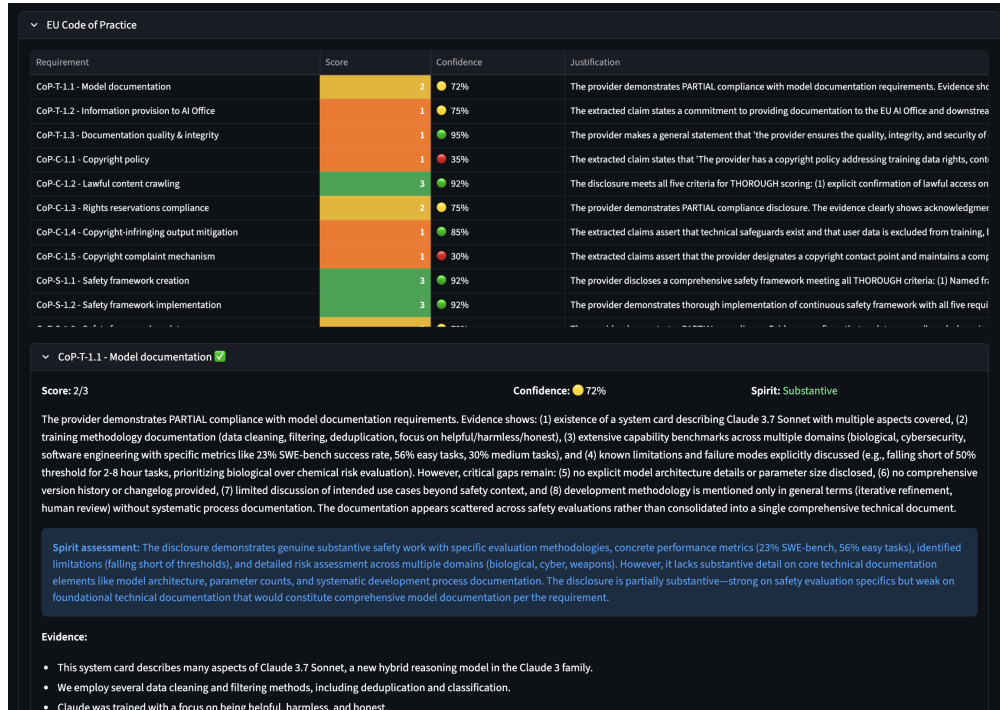 EU Code of Practice
Requirement Score Confidence Justification
CoP-T-1.1 - Model documentation 2 72% The provider demonstrates PARTIAL compliance with model documentation requirements. Evidence
CoP-T-1.2 - Information provision to AI Office 1 75% The extracted claim states a commitment to providing documentation to the EU AI Office and
CoP-T-1.3 - Documentation quality & integrity 1 95% The provider makes a general statement that 'the provider ensures the quality, integrity, and security of
CoP-C-1.1 - Copyright policy 1 35% The extracted claim states that 'The provider has a copyright policy addressing training data rights,
CoP-C-1.2 - Lawful content crawling 3 92% The disclosure meets all five criteria for THOROUGH scoring: (1) explicit confirmation of lawful access on
CoP-C-1.3 - Rights reservations compliance 2 75% The provider demonstrates PARTIAL compliance disclosure. The evidence clearly shows
CoP-C-1.4 - Copyright-infringing output mitigation 1 85% The extracted claims assert that technical safeguards exist and that user data is excluded from training,
CoP-C-1.5 - Copyright complaint mechanism 1 30% The extracted claims assert that the provider designates a copyright contact point and maintains a
CoP-S-1.1 - Safety framework creation 3 92% The provider discloses a comprehensive safety framework meeting all THOROUGH criteria: (1) Named
CoP-S-1.2 - Safety framework implementation 3 92% The provider demonstrates thorough implementation of continuous safety framework with all five
CoP-T-1.1 - Model documentation ✅
Score: 2/3 Confidence: 72% Spirit: Substantive
The provider demonstrates PARTIAL compliance with model documentation requirements. Evidence shows: (1) existence of a system card describing Claude 3.7 Sonnet with multiple aspects covered, (2)
training methodology documentation (data cleaning, filtering, deduplication, focus on helpful/harmless/honest), (3) extensive capability benchmarks across multiple domains (biological, cybersecurity,
software engineering with specific metrics like 23% SWE-bench success rate, 56% easy tasks, 30% medium tasks), and (4) known limitations and failure modes explicitly discussed (e.g., falling short of 50%
threshold for 2-8 hour tasks, prioritizing biological over chemical risk evaluation). However, critical gaps remain: (5) no explicit model architecture details or parameter size disclosed, (6) no comprehensive
version history or changelog provided, (7) limited discussion of intended use cases beyond safety context, and (8) development methodology is mentioned only in general terms (iterative refinement,
human review) without systematic process documentation. The documentation appears scattered across safety evaluations rather than consolidated into a single comprehensive technical document.
Spirit assessment: The disclosure demonstrates genuine substantive safety work with specific evaluation methodologies, concrete performance metrics (23% SWE-bench, 56% easy tasks), identified
limitations (falling short of thresholds), and detailed risk assessment across multiple domains (biological, cyber, weapons). However, it lacks substantive detail on core technical documentation
elements like model architecture, parameter counts, and systematic development process documentation. The disclosure is partially substantive—strong on safety evaluation specifics but weak on
foundational technical documentation that would constitute comprehensive model documentation per the requirement.
Evidence:
• This system card describes many aspects of Claude 3.7 Sonnet, a new hybrid reasoning model in the Claude 3 family.
• We employ several data cleaning and filtering methods, including deduplication and classification.
• Claude was trained with a focus on being helpful, harmless, and honest.